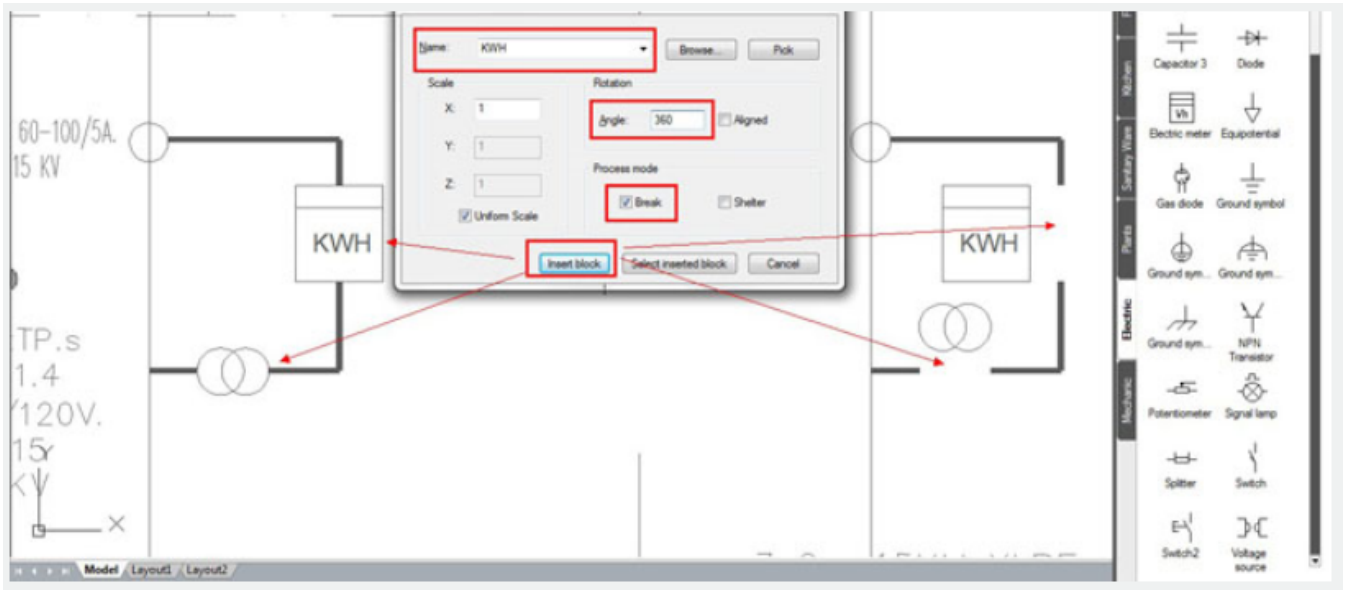 Name: KWH Browse... Pick
Scale
X: 1
Y: 1
Z: 1
Uniform Scale
Rotation
Angle: 360 Aligned
Process mode
Break Shelter
Insert block Select inserted block Cancel
60-100/5A.
15 KV
KWH
TP.s
1.4
/120V.
15
KV
X
KWH
Model Layout1 Layout2
Kitchen
Sanitary Ware
Plants
Electric
Mechanic
Capacitor 3 Diode
Vh
Electric meter Equipotential
Gas diode Ground symbol
Ground sym... Ground sym...
Ground sym... NPN
Transistor
Potentiometer Signal lamp
Splitter Switch
Switch2 Voltage
source